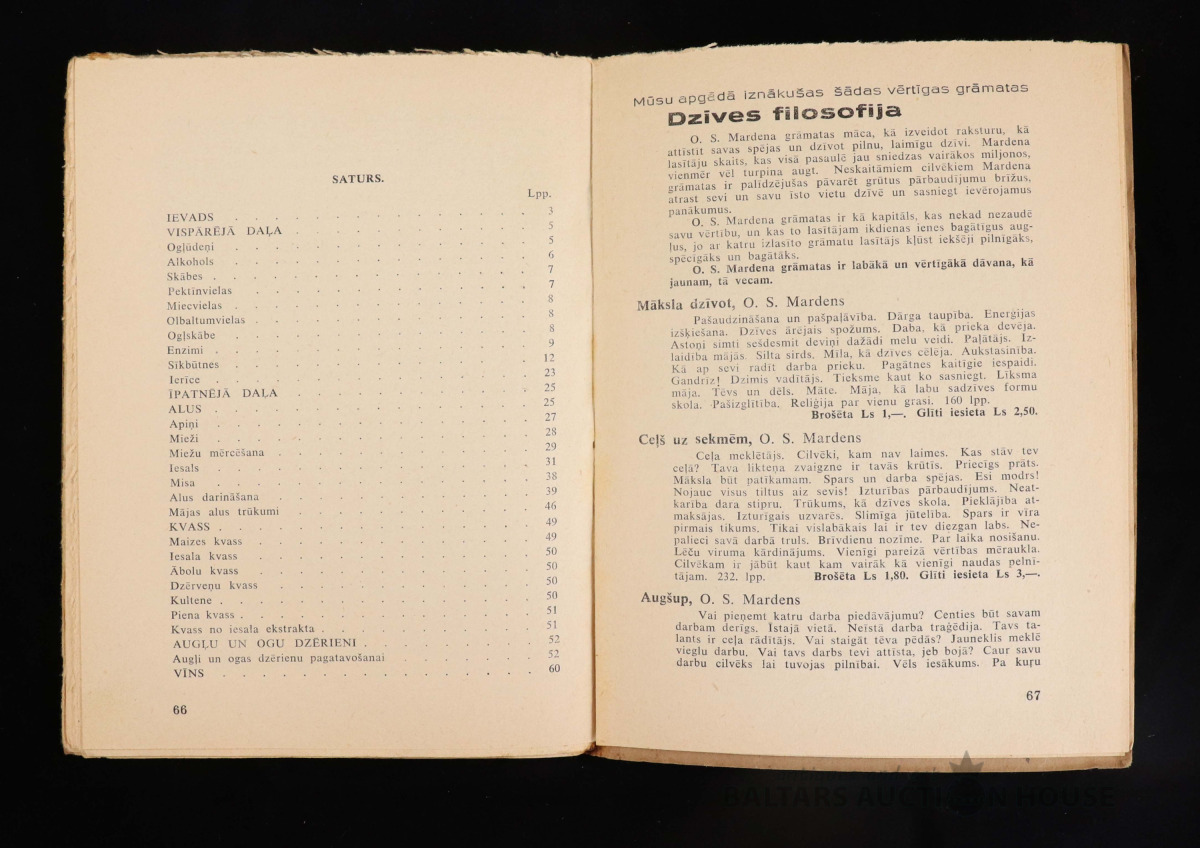 SATURS.
Lpp.
IEVADS . . . . . . . . . . . . 3
VISPĀRĒJĀ DAĻA . . . . . . . . . . 5
Ogļūdeņi . . . . . . . . . . . . 5
Alkohols . . . . . . . . . . . . 6
Skābes . . . . . . . . . . . . . 7
Pektinvielas . . . . . . . . . . . 7
Miecvielas . . . . . . . . . . . . 8
Olbaltumvielas . . . . . . . . . . . 8
Ogļskābe . . . . . . . . . . . . 8
Enzimi . . . . . . . . . . . . . 9
Sīkbūtnes . . . . . . . . . . . . 12
Ierīce . . . . . . . . . . . . . 23
ĪPATNĒJĀ DAĻA . . . . . . . . . . 25
ALUS . . . . . . . . . . . . . 25
Apiņi . . . . . . . . . . . . . 27
Mieži . . . . . . . . . . . . . 28
Miežu mērcēšana . . . . . . . . . . 29
Iesals . . . . . . . . . . . . . 31
Misa . . . . . . . . . . . . . 38
Alus darināšana . . . . . . . . . . 39
Mājas alus trūkumi . . . . . . . . . . 46
KVASS . . . . . . . . . . . . . 49
Maizes kvass . . . . . . . . . . . 49
Iesala kvass . . . . . . . . . . . 50
Ābolu kvass . . . . . . . . . . . 50
Dzērveņu kvass . . . . . . . . . . . 50
Kultene . . . . . . . . . . . . . 50
Piena kvass . . . . . . . . . . . . 51
Kvass no iesala ekstrakta . . . . . . . . 51
AUGĻU UN OGU DZĒRIENI . . . . . . . 52
Augļi un ogas dzērienu pagatavošanai . . . . . . 52
VĪNS . . . . . . . . . . . . . 60
66
Mūsu apgādā iznākušas šādas vērtīgas grāmatas
Dzīves filosofija
O. S. Mardena grāmatas māca, kā izveidot raksturu, kā
attīstīt savas spējas un dzīvot pilnu, laimīgu dzīvi. Mardena
lasītāju skaits, kas visā pasaulē jau sniedzas vairākos miljonos,
vienmēr vēl turpina augt. Neskaitāmiem cilvēkiem Mardena
grāmatas ir palīdzējušas pāvarēt grūtus pārbaudījumu brīžus,
atrast sevi un savu īsto vietu dzīvē un sasniegt ievērojamus
panākumus.
O. S. Mardena grāmatas ir kā kapitāls, kas nekad nezaudē
savu vērtību, un kas to lasītājam ikdienas ienes bagātīgus aug-
ļus, jo ar katru izlasīto grāmatu lasītājs kļūst iekšēji pilnīgāks,
spēcīgāks un bagātāks.
O. S. Mardena grāmatas ir labākā un vērtīgākā dāvana, kā
jaunam, tā vecam.
Māksla dzīvot, O. S. Mardens
Pašaudzināšana un pašpaļāvība. Dārga taupība. Enerģijas
izšķiešana. Dzīves ārējais spožums. Daba, kā prieka devēja.
Astoņi simti sešdesmit deviņi dažādi melu veidi. Paļātājs. Iz-
laidība mājās. Silta sirds. Mīla, kā dzīves cēlēja. Aukstasinība.
Kā ap sevi radīt darba prieku. Pagātnes kaitīgie iespaidi.
Gandrīz! Dzimis vadītājs. Tieksme kaut ko sasniegt. Līksma
māja. Tēvs un dēls. Māte. Māja, kā labu sadzīves formu
skola. Pašizglītība. Reliģija par vienu grasi. 160 lpp.
Brošēta Ls 1,—. Glīti iesieta Ls 2,50.
Ceļš uz sekmēm, O. S. Mardens
Ceļa meklētājs. Cilvēki, kam nav laimes. Kas stāv tev
ceļā? Tava likteņa zvaigzne ir tavās krūtīs. Priecīgs prāts.
Māksla būt patīkamam. Spars un darba spējas. Esi modrs!
Nojauc visus tiltus aiz sevis! Izturības pārbaudījums. Neat-
karība dara stipru. Trūkums, kā dzīves skola. Pieklājība at-
maksājas. Izturīgais uzvarēs. Slimīga jūtelība. Spars ir vīra
pirmais tikums. Tikai vislabākais lai ir tev diezgan labs. Ne-
palieci savā darbā truls. Brīvdienu nozīme. Par laika nosišanu.
Lēču viruma kārdinājums. Vienīgi pareizā vērtības mēraukla.
Cilvēkam ir jābūt kaut kam vairāk kā vienīgi naudas pelnī-
tājam. 232. lpp. Brošēta Ls 1,80. Glīti iesieta Ls 3,—.
Augšup, O. S. Mardens
Vai pieņemt katru darba piedāvājumu? Centies būt savam
darbam derīgs. Īstajā vietā. Neīstā darba traģēdija. Tavs ta-
lants ir ceļa rādītājs. Vai staigāt tēva pēdās? Jauneklis meklē
vieglu darbu. Vai tavs darbs tevi attīsta, jeb bojā? Caur savu
darbu cilvēks lai tuvojas pilnībai. Vēls iesākums. Pa kuŗu
67
BALTARS AUCTION HOUSE